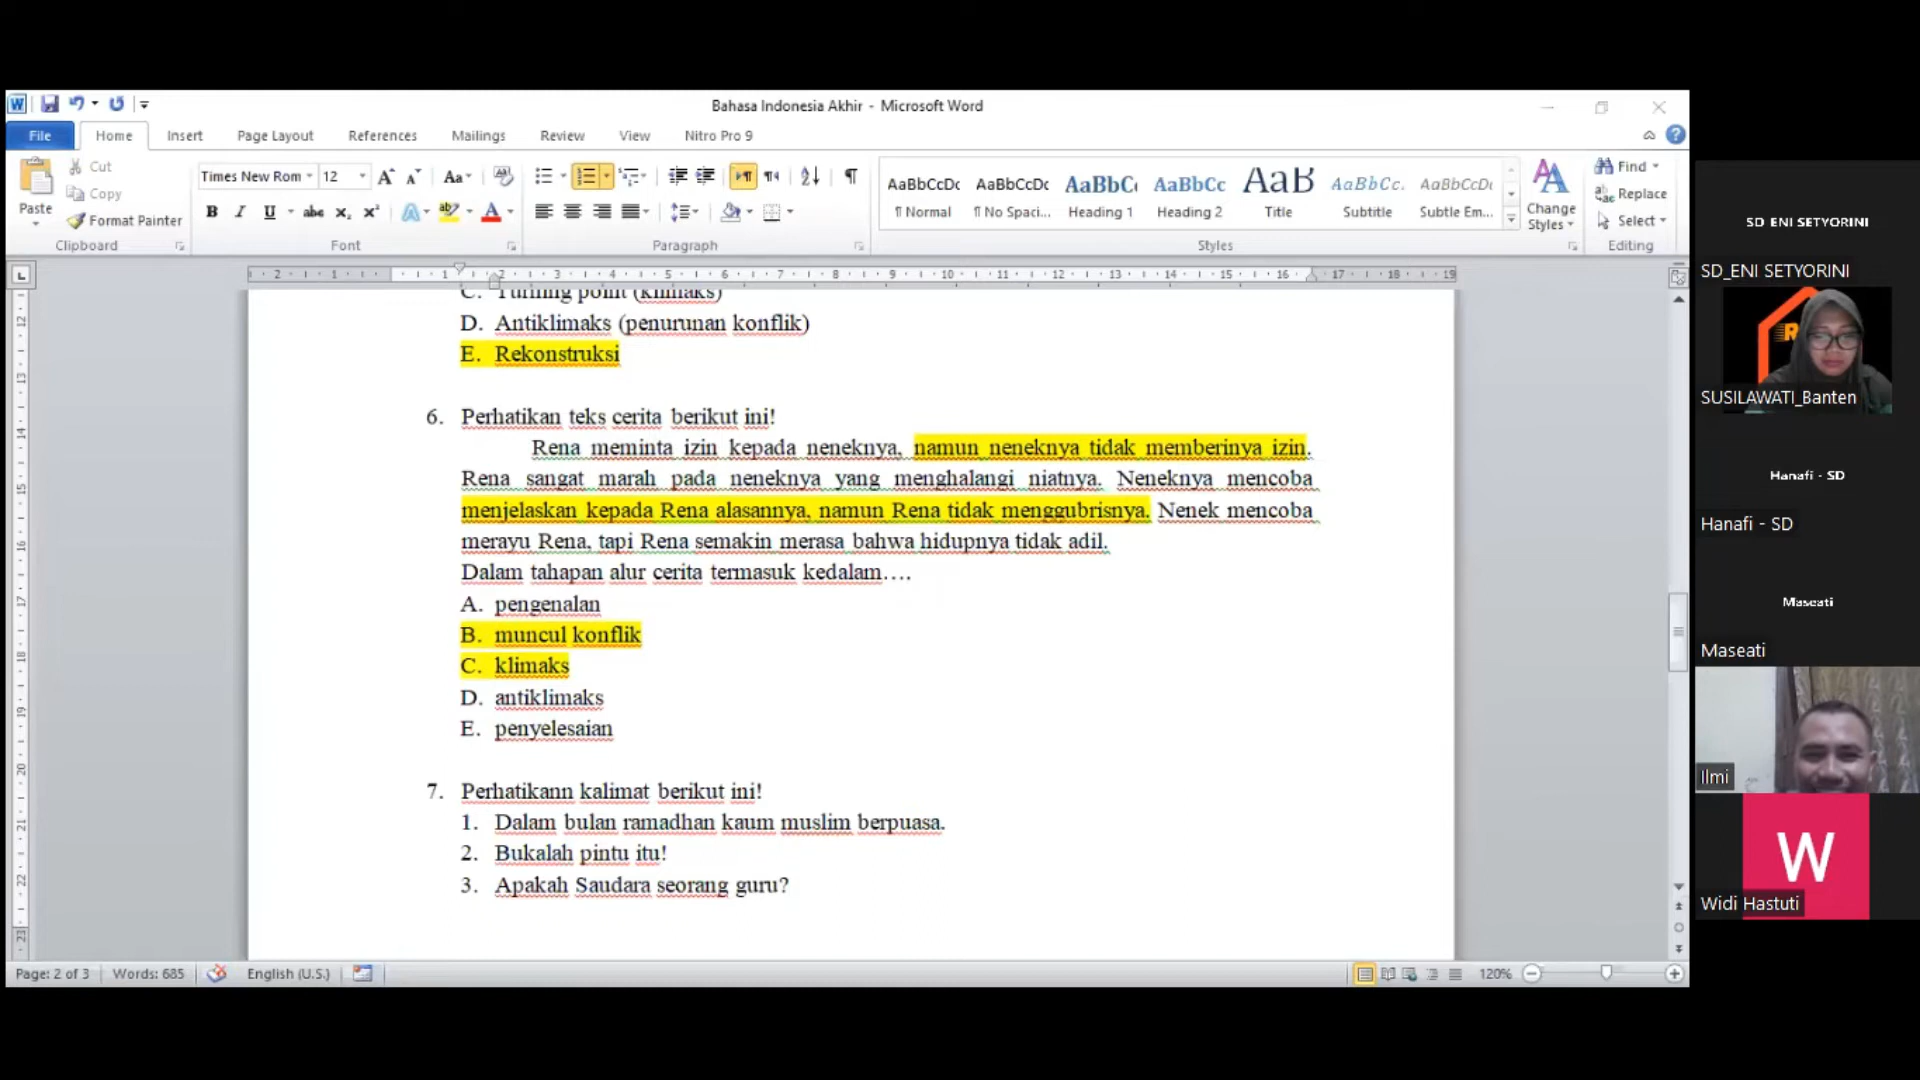 Bahasa Indonesia Akhir - Microsoft Word
File Home Insert Page Layout References Mailings Review View Nitro Pro 9
Paste
Cut
Copy
Format Painter
Clipboard
Times New Rom 12
Font
Paragraph
AaBbCcDc AaBbCcDc AaBbC AaBbCc AaB AaBbCc. AaBbCcDc
¶ Normal ¶ No Spaci... Heading 1 Heading 2 Title Subtitle Subtle Em...
Styles
Change
Styles
Find
Replace
Select
Editing
C. Turning point (klimaks)
D. Antiklimaks (penurunan konflik)
E. Rekonstruksi
6. Perhatikan teks cerita berikut ini!
Rena meminta izin kepada neneknya, namun neneknya tidak memberinya izin.
Rena sangat marah pada neneknya yang menghalangi niatnya. Neneknya mencoba
menjelaskan kepada Rena alasannya, namun Rena tidak menggubrisnya. Nenek mencoba
merayu Rena, tapi Rena semakin merasa bahwa hidupnya tidak adil.
Dalam tahapan alur cerita termasuk kedalam….
A. pengenalan
B. muncul konflik
C. klimaks
D. antiklimaks
E. penyelesaian
7. Perhatikann kalimat berikut ini!
1. Dalam bulan ramadhan kaum muslim berpuasa.
2. Bukalah pintu itu!
3. Apakah Saudara seorang guru?
Page: 2 of 3 Words: 685 English (U.S.) 120%
SD ENI SETYORINI
SD_ENI SETYORINI
SUSILAWATI_Banten
Hanafi - SD
Hanafi - SD
Maseati
Maseati
Ilmi
W
Widi Hastuti